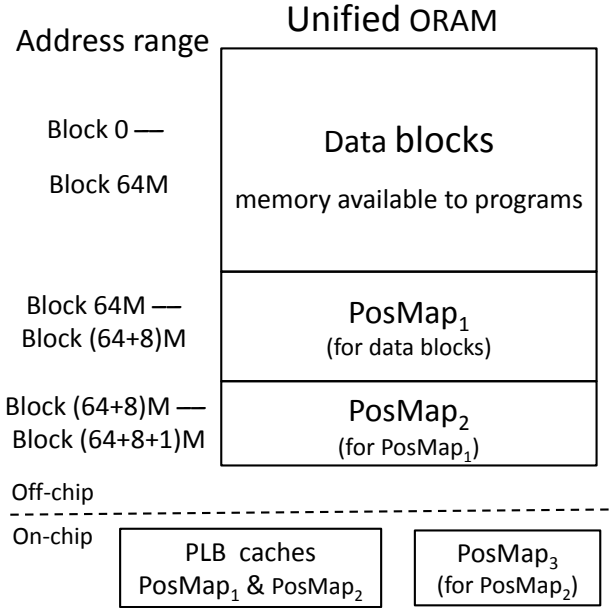 Unified ORAM
Address range
Block 0 —
Block 64M
Data blocks
memory available to programs
Block 64M —
Block (64+8)M
PosMap₁
(for data blocks)
Block (64+8)M —
Block (64+8+1)M
PosMap₂
(for PosMap₁)
Off-chip
On-chip
PLB caches
PosMap₁ & PosMap₂
PosMap₃
(for PosMap₂)